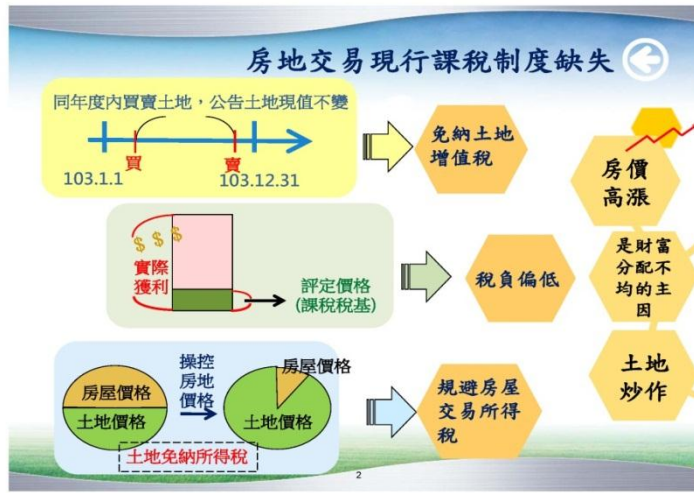 房地交易現行課稅制度缺失
同年度內買賣土地，公告土地現值不變
買
賣
103.1.1
103.12.31
免納土地
增值稅
$ $ $
實際
獲利
評定價格
(課稅稅基)
稅負偏低
房屋價格
土地價格
操控
房地
價格
房屋價格
土地價格
土地免納所得稅
規避房屋
交易所得
稅
房價
高漲
是財富
分配不
均的主
因
土地
炒作
2